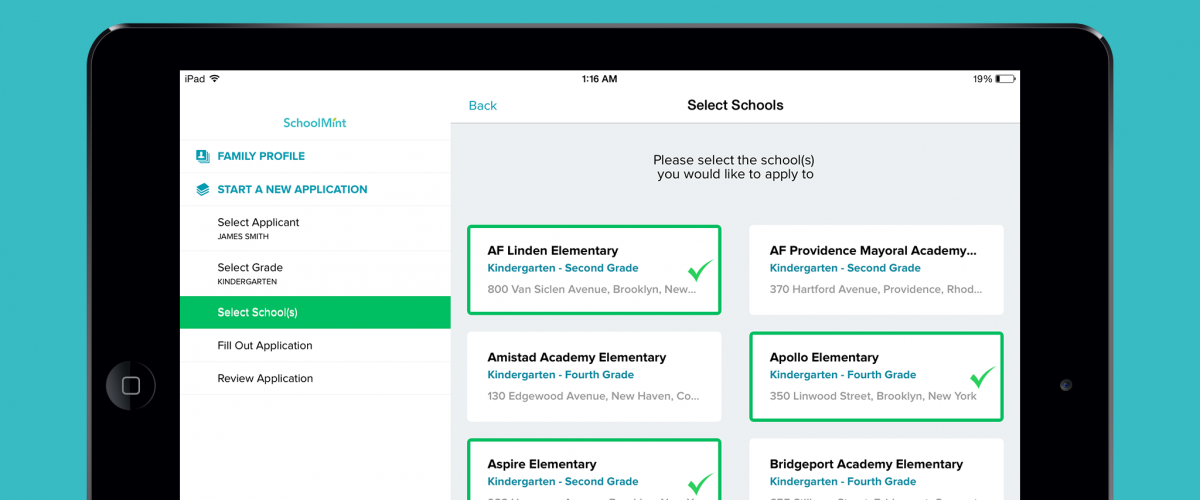 iPad
1:16 AM
19%
SchoolMint
FAMILY PROFILE
START A NEW APPLICATION
Select Applicant
JAMES SMITH
Select Grade
KINDERGARTEN
Select School(s)
Fill Out Application
Review Application
Back
Select Schools
Please select the school(s)
you would like to apply to
AF Linden Elementary
Kindergarten - Second Grade
800 Van Siclen Avenue, Brooklyn, New...
AF Providence Mayoral Academy...
Kindergarten - Second Grade
370 Hartford Avenue, Providence, Rhod...
Amistad Academy Elementary
Kindergarten - Fourth Grade
130 Edgewood Avenue, New Haven, Co...
Apollo Elementary
Kindergarten - Fourth Grade
350 Linwood Street, Brooklyn, New York
Aspire Elementary
Kindergarten - Second Grade
Bridgeport Academy Elementary
Kindergarten - Fourth Grade